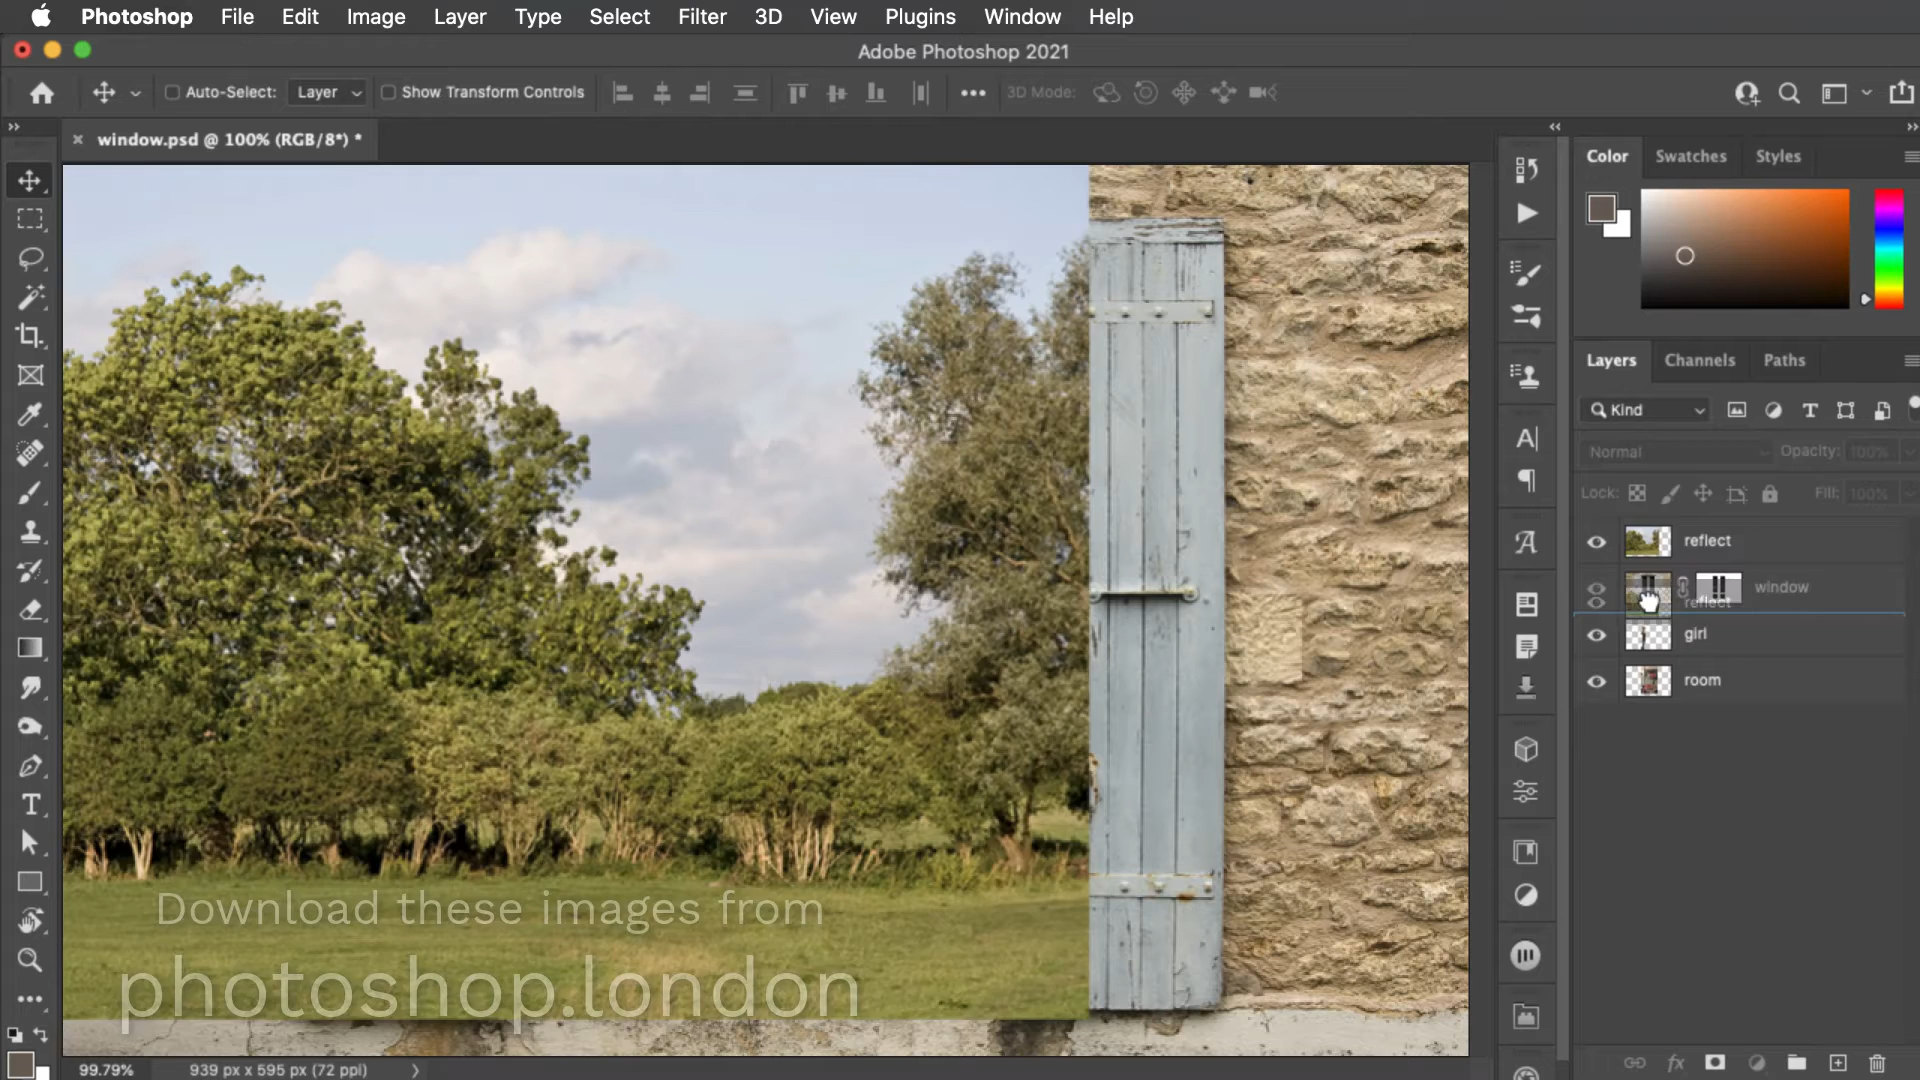 Photoshop File Edit Image Layer Type Select Filter 3D View Plugins Window Help
Adobe Photoshop 2021
Auto-Select: Layer Show Transform Controls 3D Mode:
window.psd @ 100% (RGB/8*) *
Color Swatches Styles
Layers Channels Paths
Kind
Normal Opacity: 100%
Lock: Fill: 100%
reflect
window
reflect
girl
room
Download these images from
photoshop.london
99.79% 939 px x 595 px (72 ppi)